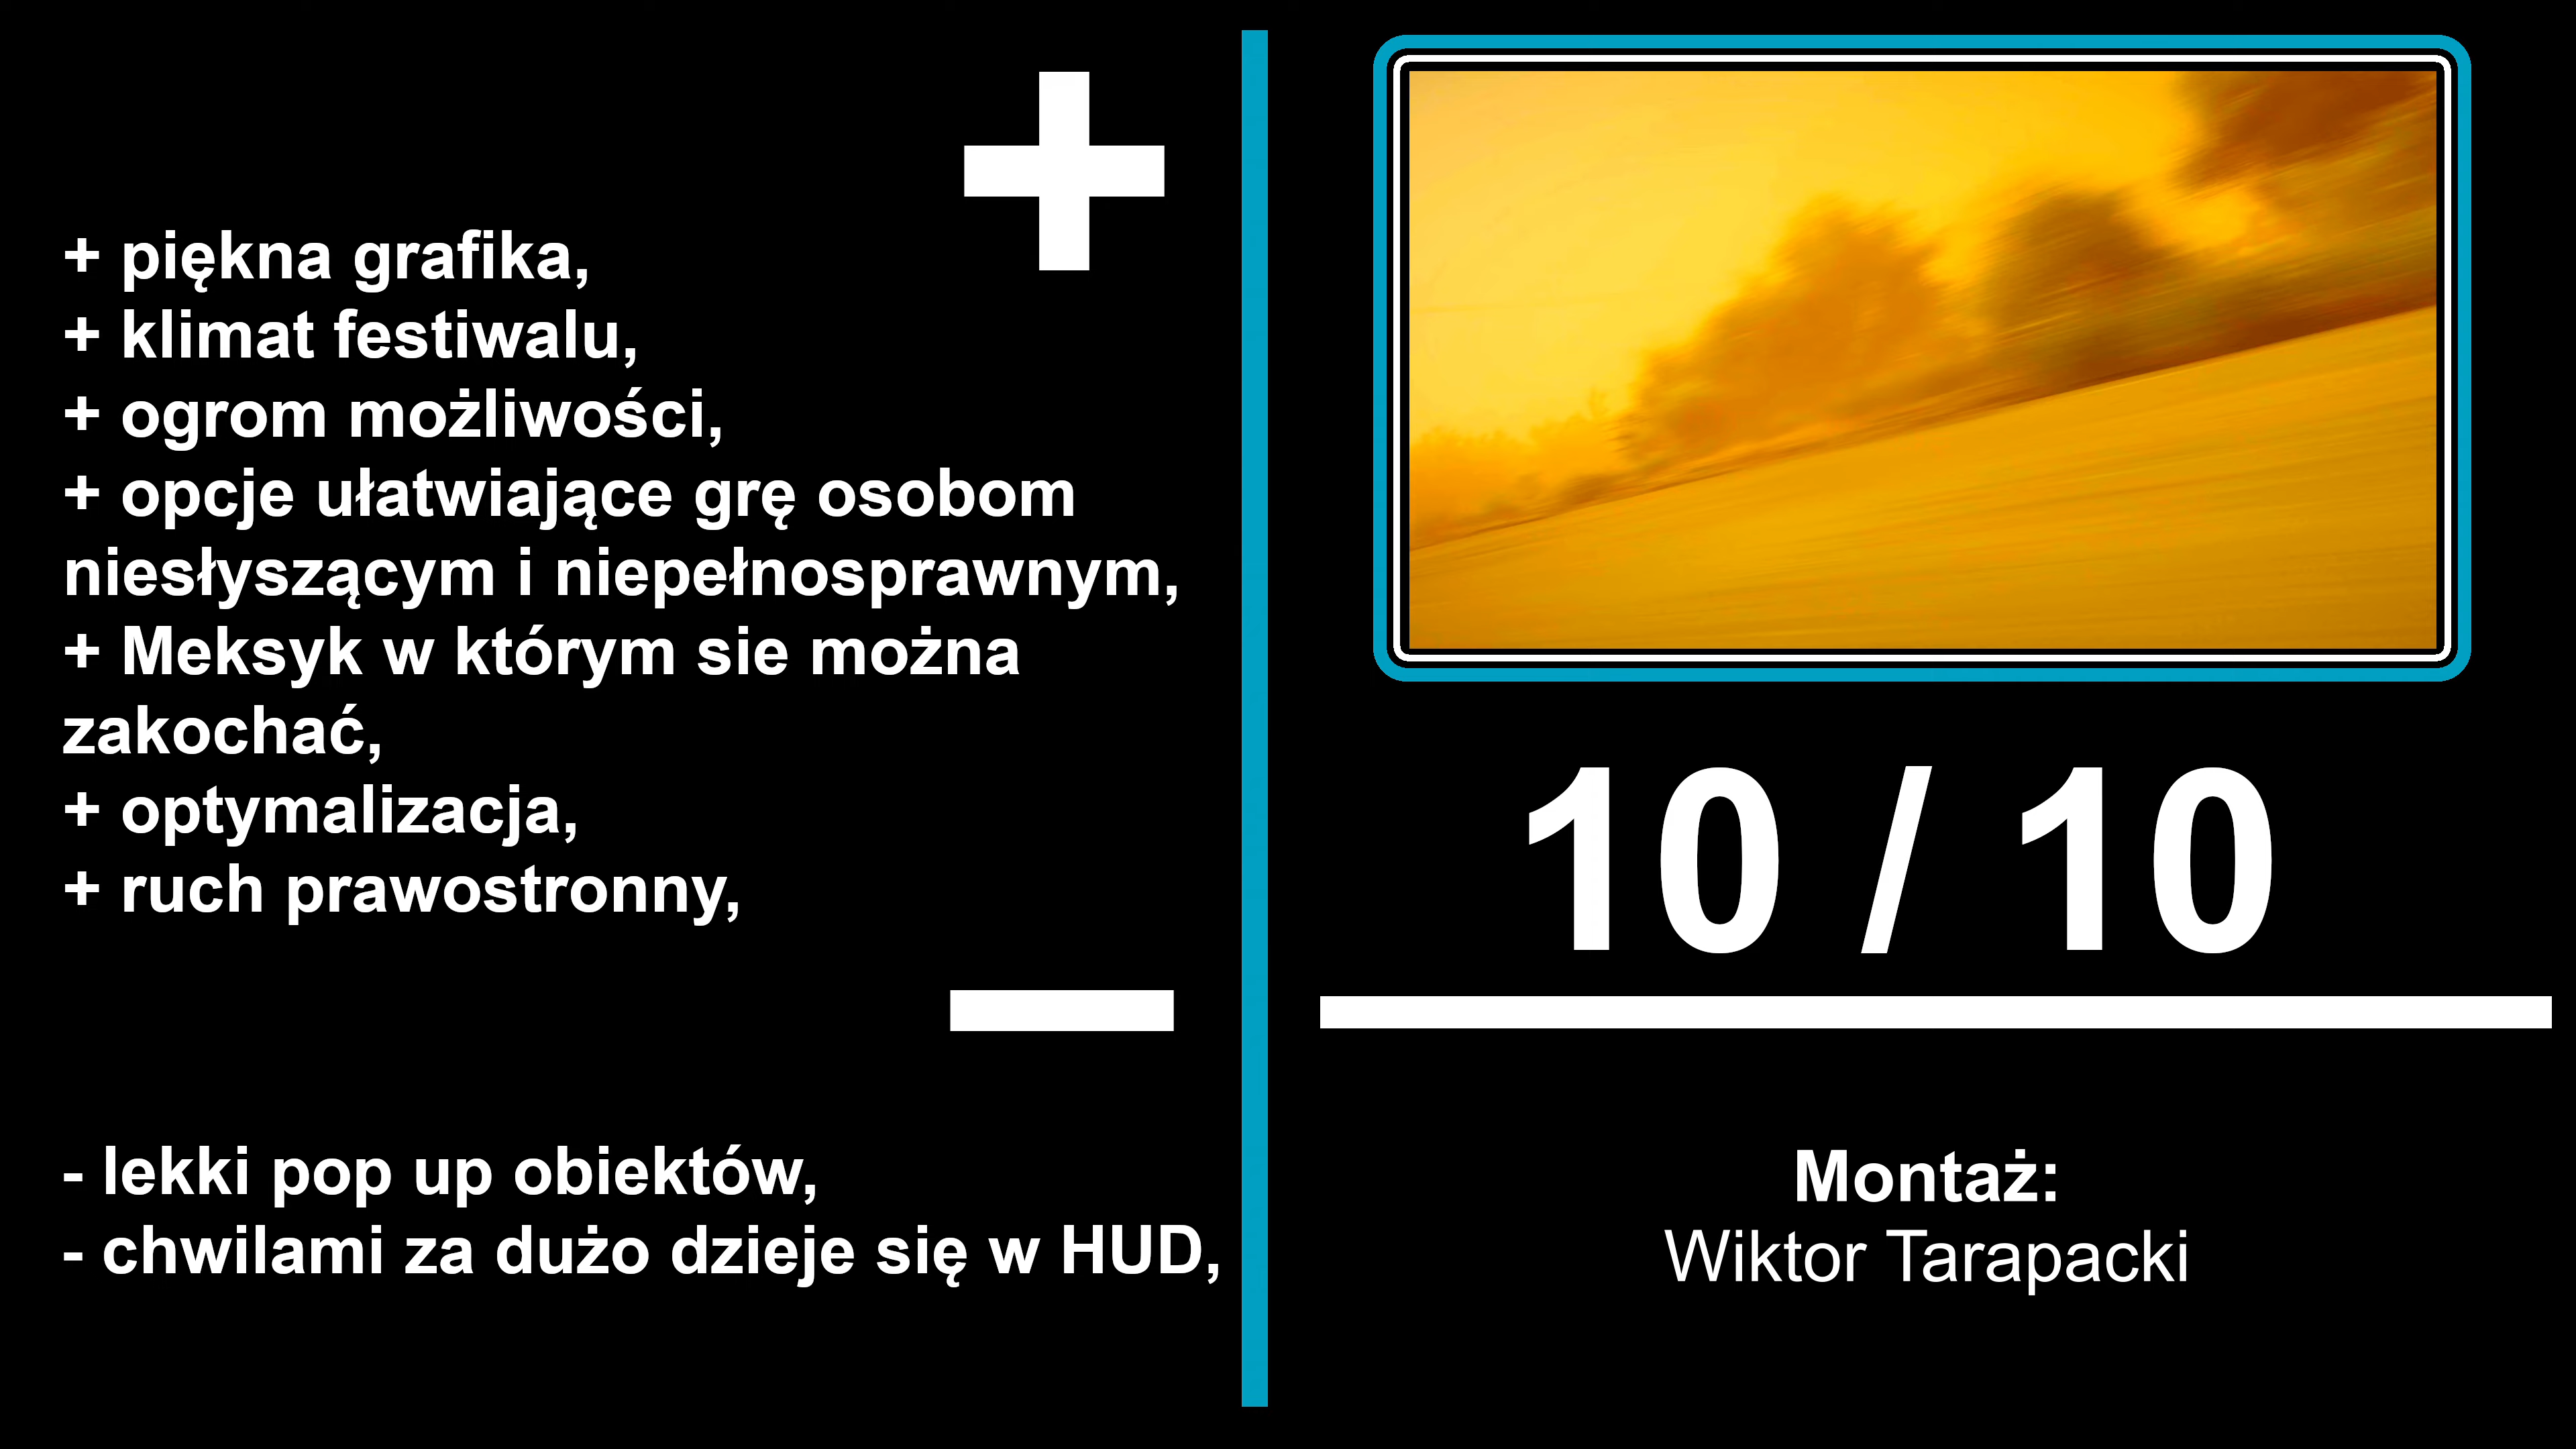 + piękna grafika,
+ klimat festiwalu,
+ ogrom możliwości,
+ opcje ułatwiające grę osobom
niesłyszącym i niepełnosprawnym,
+ Meksyk w którym sie można
zakochać,
+ optymalizacja,
+ ruch prawostronny,
- lekki pop up obiektów,
- chwilami za dużo dzieje się w HUD,
10 / 10
Montaż:
Wiktor Tarapacki